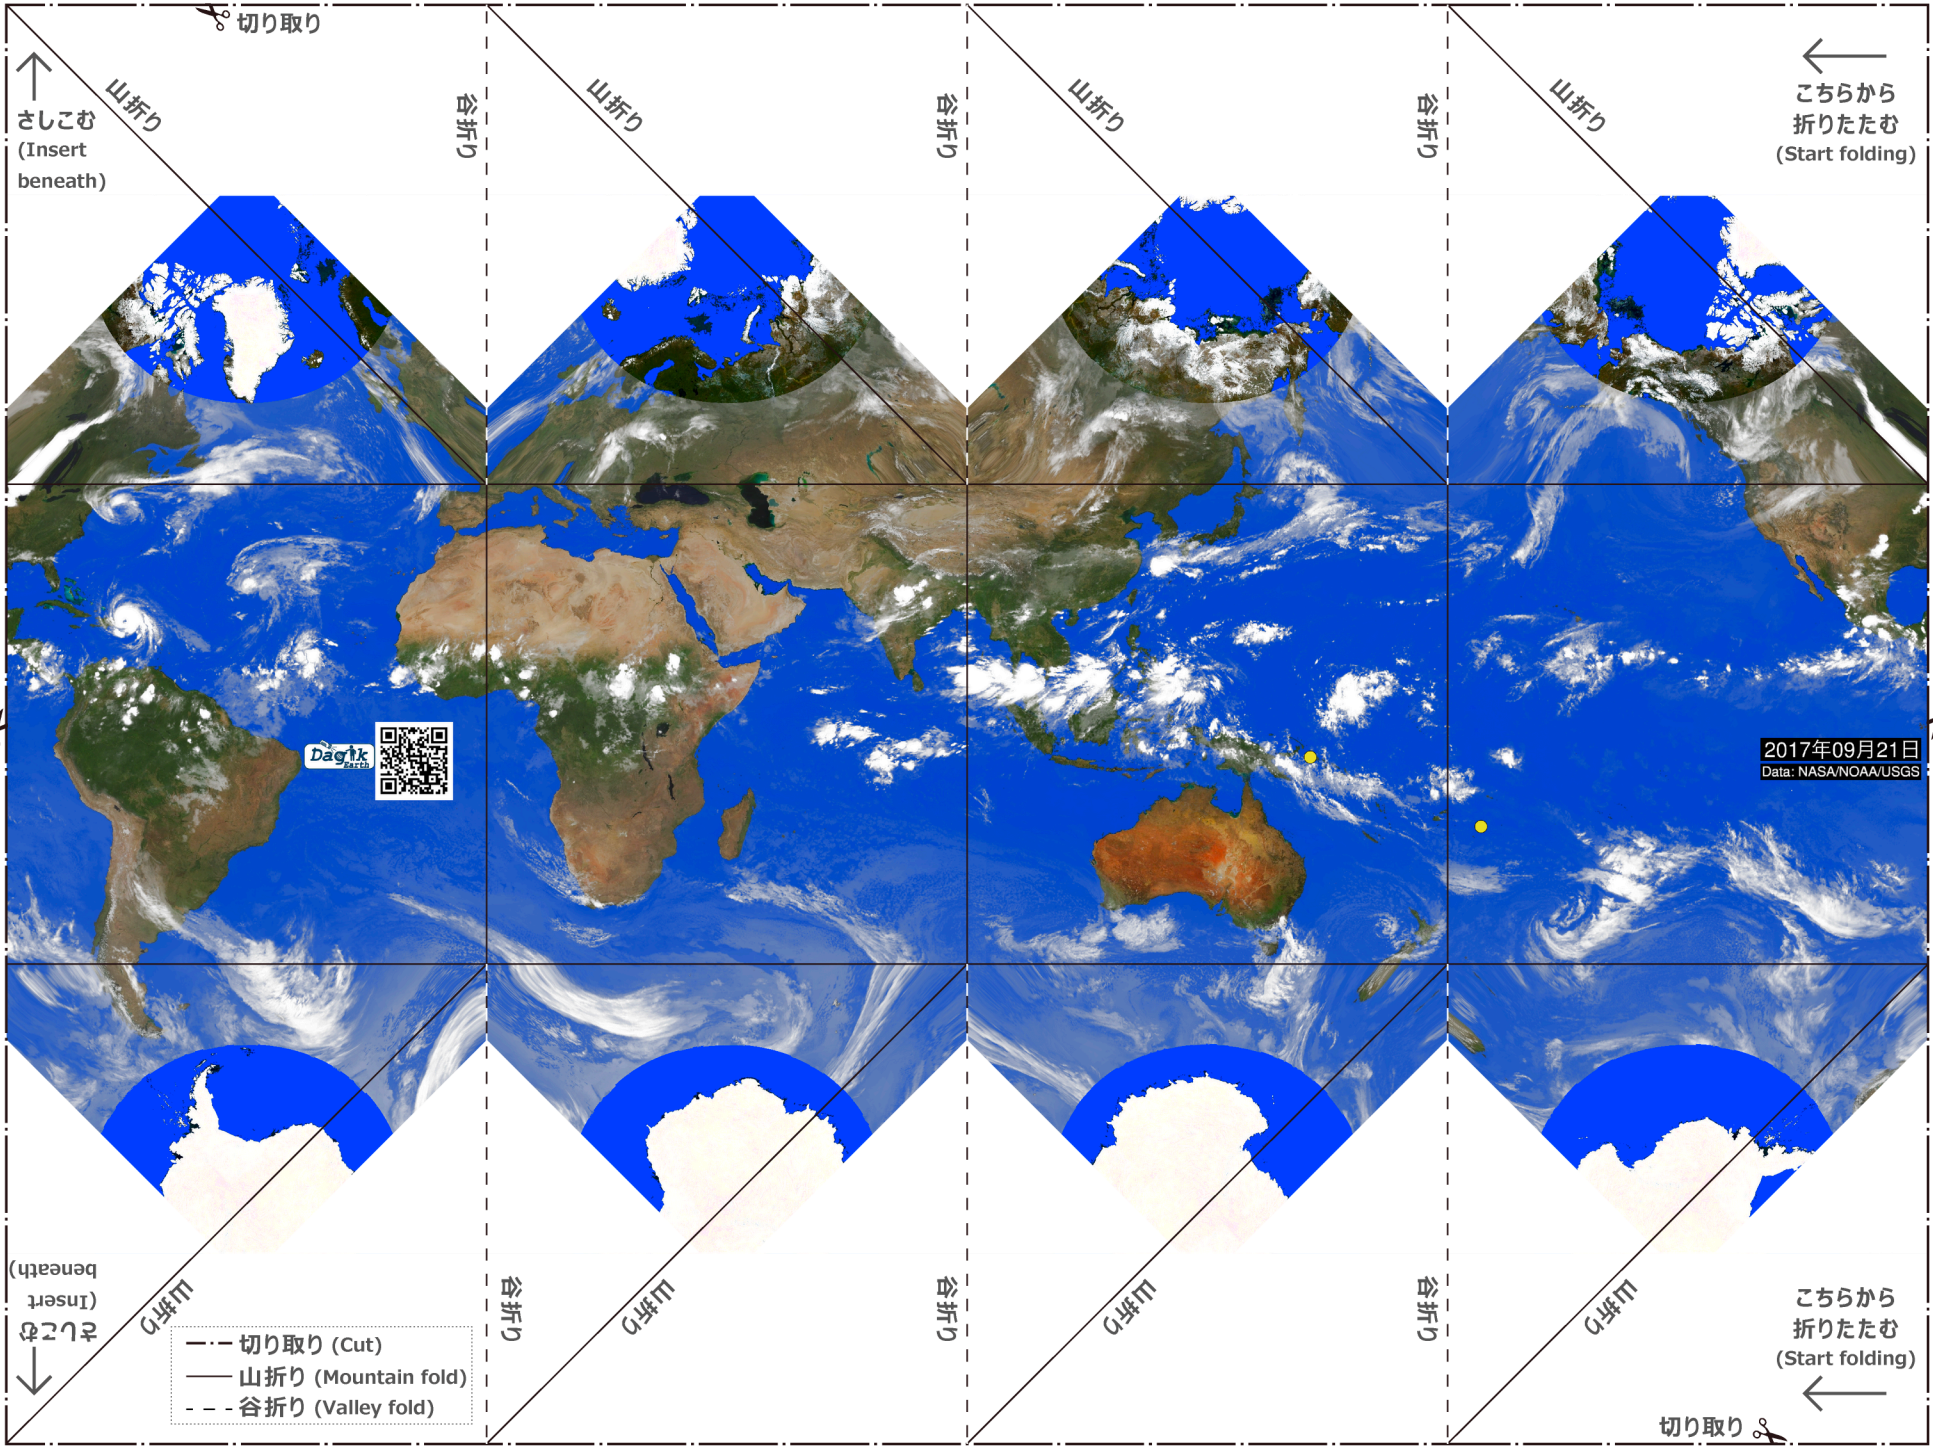 切り取り
さしこむ
(Insert
beneath)
山折り
谷折り
山折り
谷折り
山折り
谷折り
山折り
こちらから
折りたたむ
(Start folding)
Dagik
Earth
2017年09月21日
Data: NASA/NOAA/USGS
さしこむ
(Insert
beneath)
山折り
谷折り
山折り
谷折り
山折り
谷折り
山折り
こちらから
折りたたむ
(Start folding)
切り取り (Cut)
山折り (Mountain fold)
谷折り (Valley fold)
切り取り